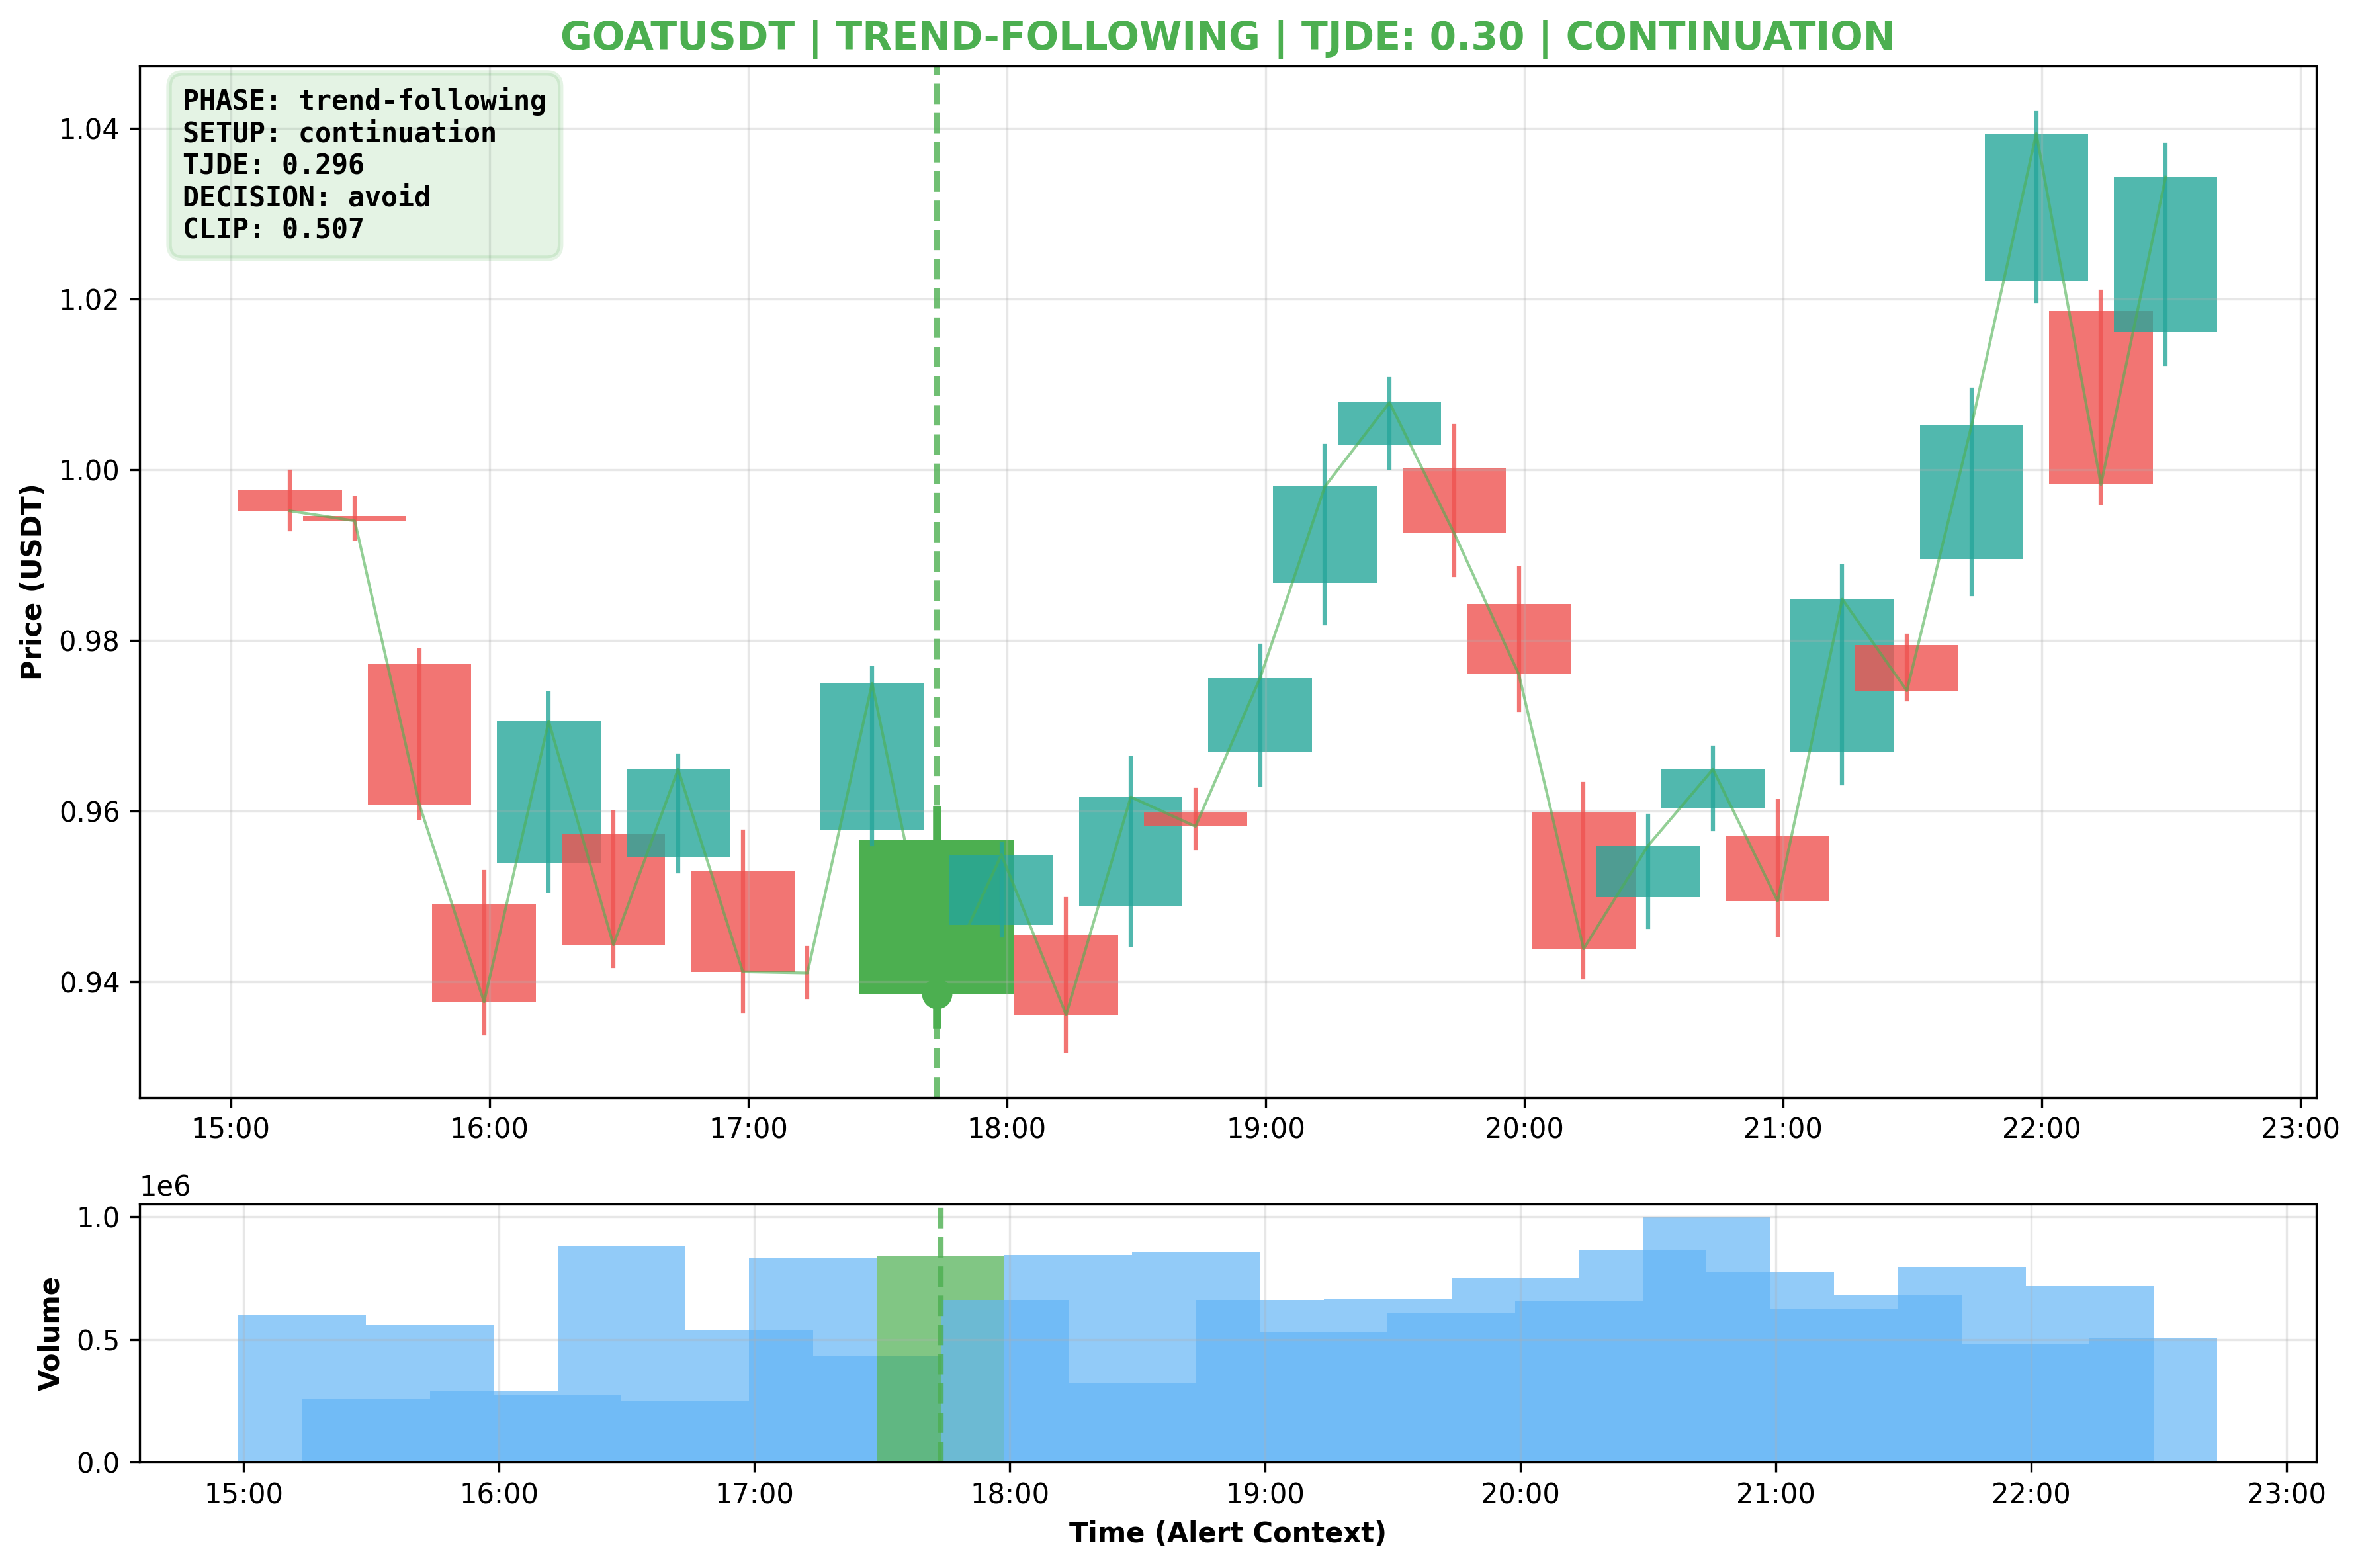 GOATUSDT | TREND-FOLLOWING | TJDE: 0.30 | CONTINUATION
PHASE: trend-following
SETUP: continuation
TJDE: 0.296
DECISION: avoid
CLIP: 0.507
1.04
1.02
1.00
0.98
0.96
0.94
Price (USDT)
15:00 16:00 17:00 18:00 19:00 20:00 21:00 22:00 23:00
1e6
1.0
0.5
0.0
Volume
15:00 16:00 17:00 18:00 19:00 20:00 21:00 22:00 23:00
Time (Alert Context)